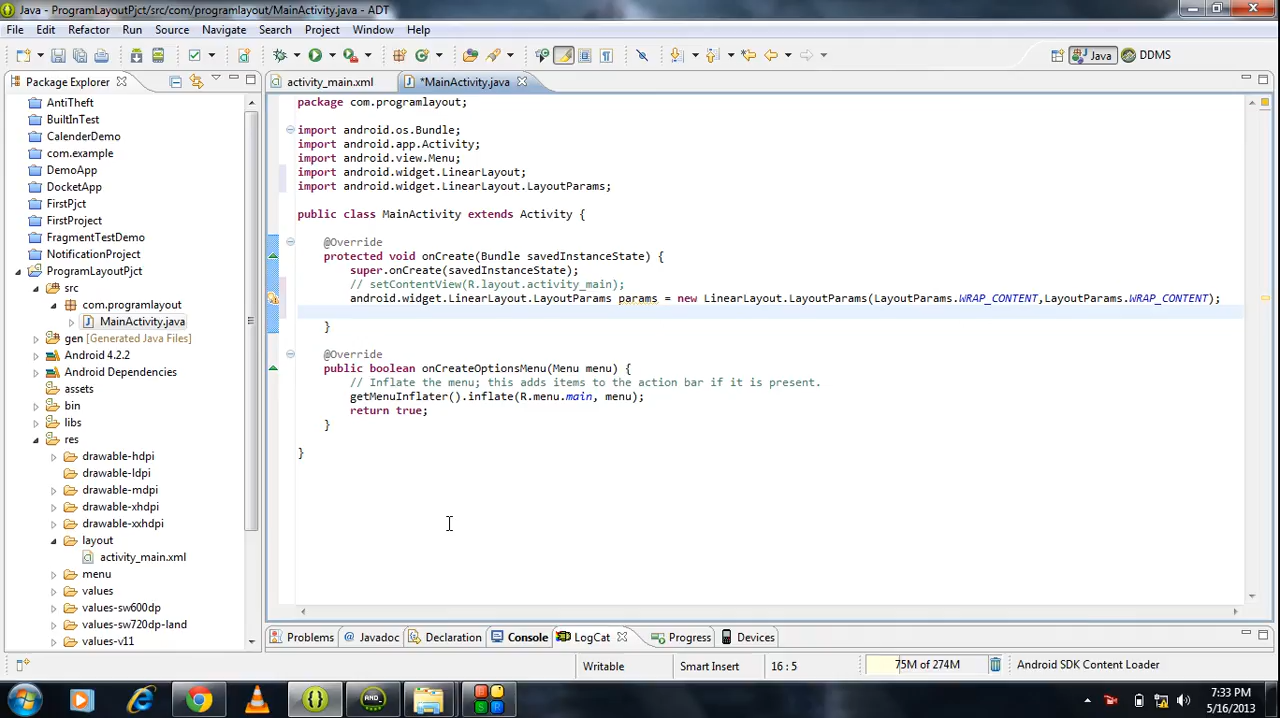 Java - ProgramLayoutPjct/src/com/programlayout/MainActivity.java - ADT
File Edit Refactor Run Source Navigate Search Project Window Help
Java DDMS
Package Explorer
AntiTheft
BuiltInTest
CalenderDemo
com.example
DemoApp
DocketApp
FirstPjct
FirstProject
FragmentTestDemo
NotificationProject
ProgramLayoutPjct
src
com.programlayout
MainActivity.java
gen [Generated Java Files]
Android 4.2.2
Android Dependencies
assets
bin
libs
res
drawable-hdpi
drawable-ldpi
drawable-mdpi
drawable-xhdpi
drawable-xxhdpi
layout
activity_main.xml
menu
values
values-sw600dp
values-sw720dp-land
values-v11
activity_main.xml *MainActivity.java
package com.programlayout;
import android.os.Bundle;
import android.app.Activity;
import android.view.Menu;
import android.widget.LinearLayout;
import android.widget.LinearLayout.LayoutParams;
public class MainActivity extends Activity {
@Override
protected void onCreate(Bundle savedInstanceState) {
super.onCreate(savedInstanceState);
// setContentView(R.layout.activity_main);
android.widget.LinearLayout.LayoutParams params = new LinearLayout.LayoutParams(LayoutParams.WRAP_CONTENT,LayoutParams.WRAP_CONTENT);
}
@Override
public boolean onCreateOptionsMenu(Menu menu) {
// Inflate the menu; this adds items to the action bar if it is present.
getMenuInflater().inflate(R.menu.main, menu);
return true;
}
}
Problems Javadoc Declaration Console LogCat Progress Devices
Writable Smart Insert 16 : 5 75M of 274M Android SDK Content Loader
7:33 PM
5/16/2013